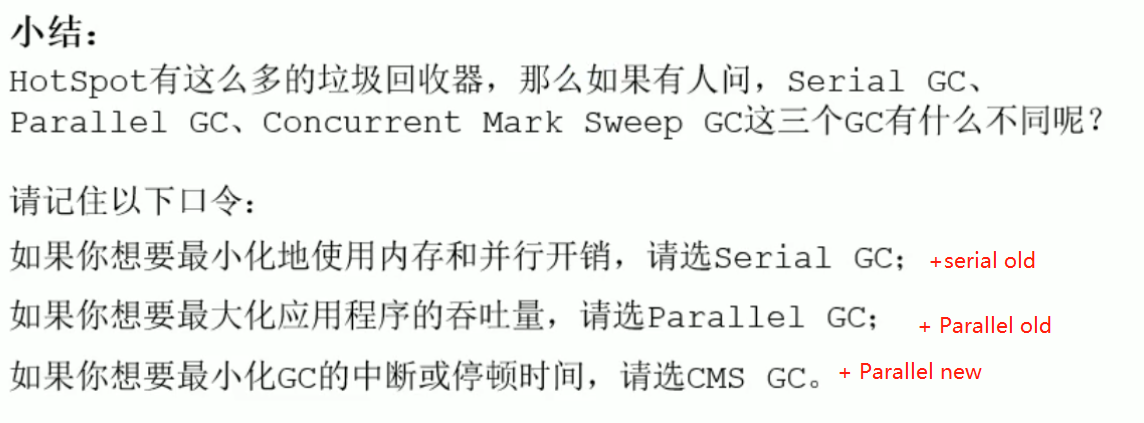 小结：
HotSpot有这么多的垃圾回收器，那么如果有人问，Serial GC、
Parallel GC、Concurrent Mark Sweep GC这三个GC有什么不同呢？
请记住以下口令：
如果你想要最小化地使用内存和并行开销，请选Serial GC； +serial old
如果你想要最大化应用程序的吞吐量，请选Parallel GC； + Parallel old
如果你想要最小化GC的中断或停顿时间，请选CMS GC。 + Parallel new